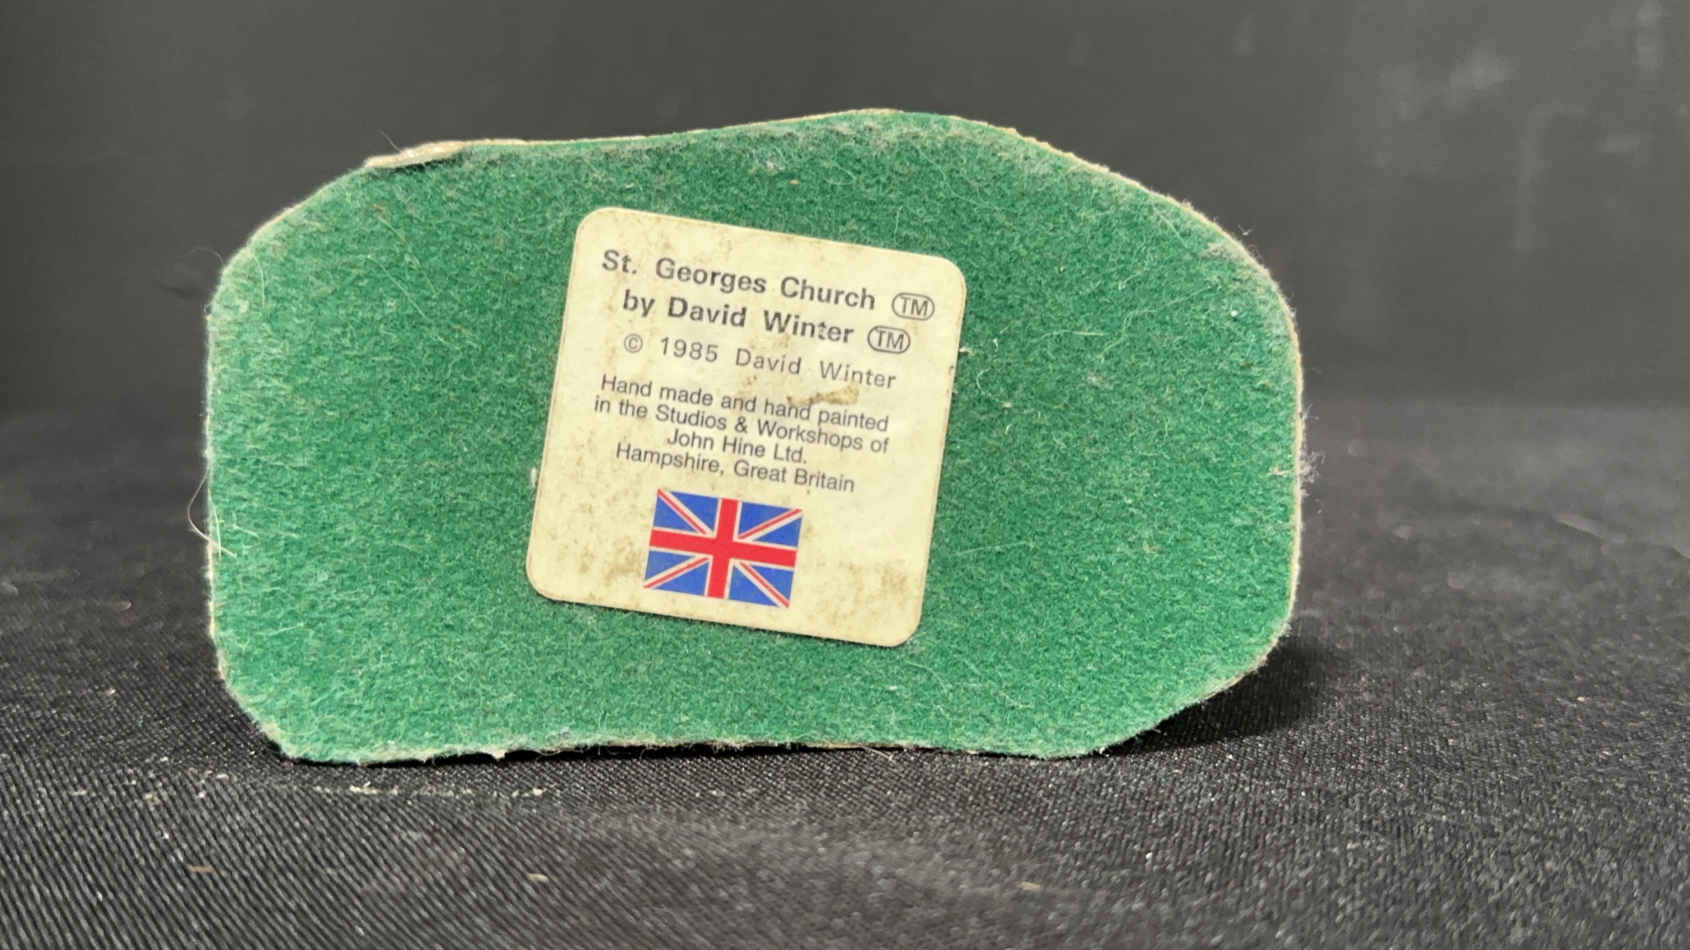 St. Georges Church TM
by David Winter TM
© 1985 David Winter
Hand made and hand painted
in the Studios & Workshops of
John Hine Ltd.
Hampshire, Great Britain